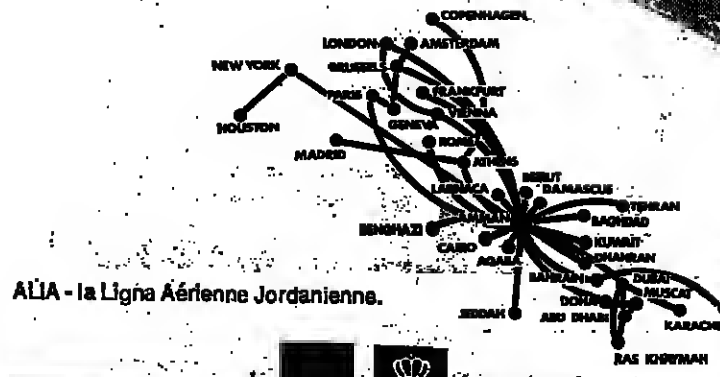 COPENHAGEN
LONDON
AMSTERDAM
NEW YORK
BRUSSELS
PARIS
FRANKFURT
VIENNA
GENEVA
HOUSTON
ROME
MADRID
ATHENS
BEIRUT
LARNACA
DAMASCUS
TEHRAN
AMMAN
BAGHDAD
BENGHAZI
KUWAIT
CAIRO
DHAHRAN
AQABA
BAHRAIN
DUBAI
ALIA - la Ligna Aérienne Jordanienne.
DOHA
MUSCAT
JEDDAH
ABU DHABI
KARACHI
RAS KHAYMAH